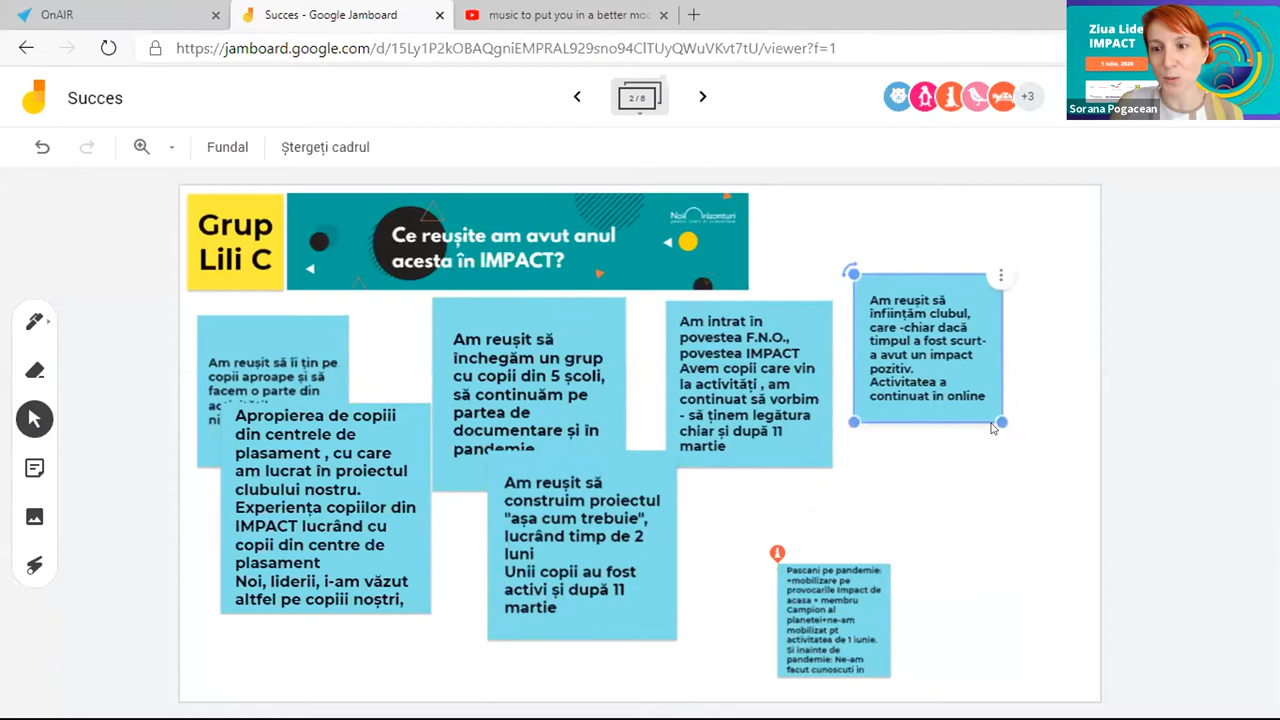 OnAIR
Succes - Google Jamboard
music to put you in a better moo
https://jamboard.google.com/d/15Ly1P2kOBAQgniEMPRAL929sno94ClTUyQWuVKvt7tU/viewer?f=1
Ziua Lide
IMPACT
1 iulie, 2020
Sorana Pogacean
Succes
2/8
+3
Fundal
Ștergeți cadrul
Grup
Lili C
Ce reușite am avut anul
acesta în IMPACT?
Noi Orizonturi
Am reușit să îi țin pe
copii aproape și să
facem o parte din
Apropierea de copiii
din centrele de
plasament , cu care
am lucrat în proiectul
clubului nostru.
Experiența copiilor din
IMPACT lucrând cu
copii din centre de
plasament
Noi, liderii, i-am văzut
altfel pe copiii noștri,
Am reușit să
închegăm un grup
cu copii din 5 școli,
să continuăm pe
partea de
documentare și în
pandemie
Am reușit să
construim proiectul
"așa cum trebuie",
lucrând timp de 2
luni
Unii copii au fost
activi și după 11
martie
Am intrat în
povestea F.N.O.,
povestea IMPACT
Avem copii care vin
la activități , am
continuat să vorbim
- să ținem legătura
chiar și după 11
martie
Am reușit să
înființăm clubul,
care -chiar dacă
timpul a fost scurt-
a avut un impact
pozitiv.
Activitatea a
continuat in online
Pascani pe pandemie:
+mobilizare pe
provocarile Impact de
acasa + membru
Campion al
planetei+ne-am
mobilizat pt
activitatea de 1 iunie.
Si inainte de
pandemie: Ne-am
facut cunoscuti in